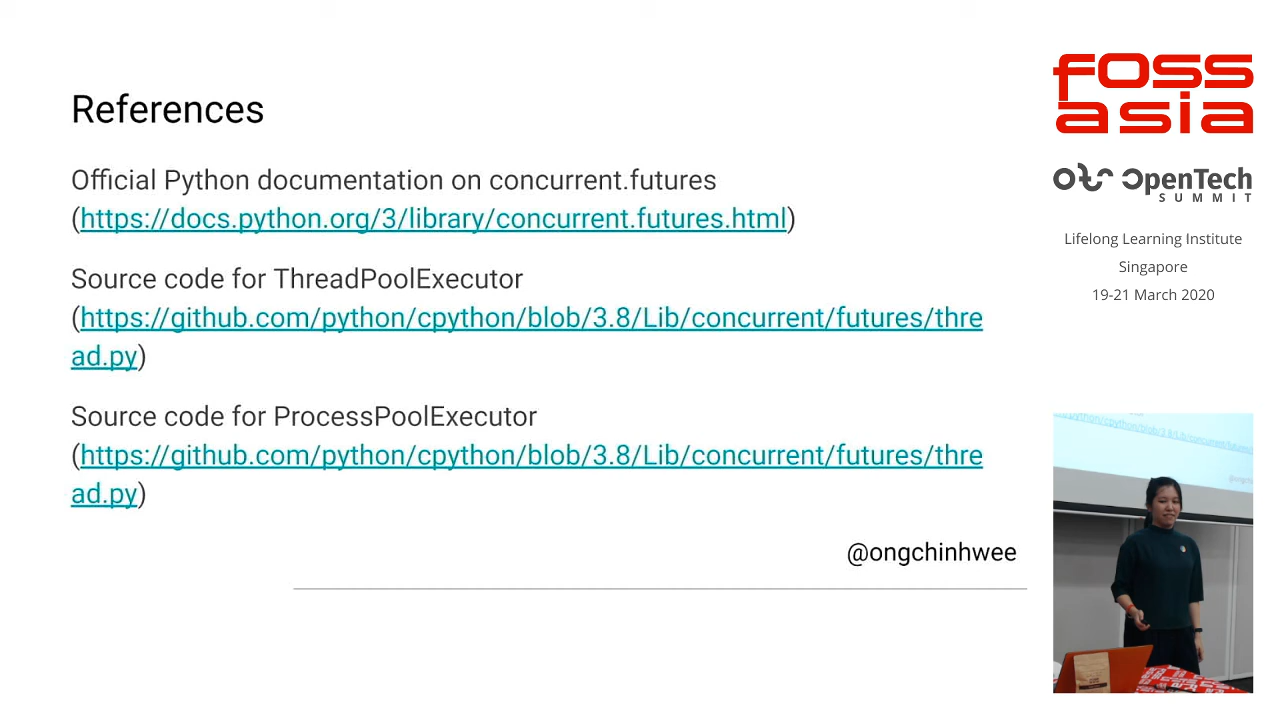 References
Official Python documentation on concurrent.futures
(https://docs.python.org/3/library/concurrent.futures.html)
Source code for ThreadPoolExecutor
(https://github.com/python/cpython/blob/3.8/Lib/concurrent/futures/thre
ad.py)
Source code for ProcessPoolExecutor
(https://github.com/python/cpython/blob/3.8/Lib/concurrent/futures/thre
ad.py)
@ongchinhwee
FOSS
asia
OpenTech
SUMMIT
Lifelong Learning Institute
Singapore
19-21 March 2020